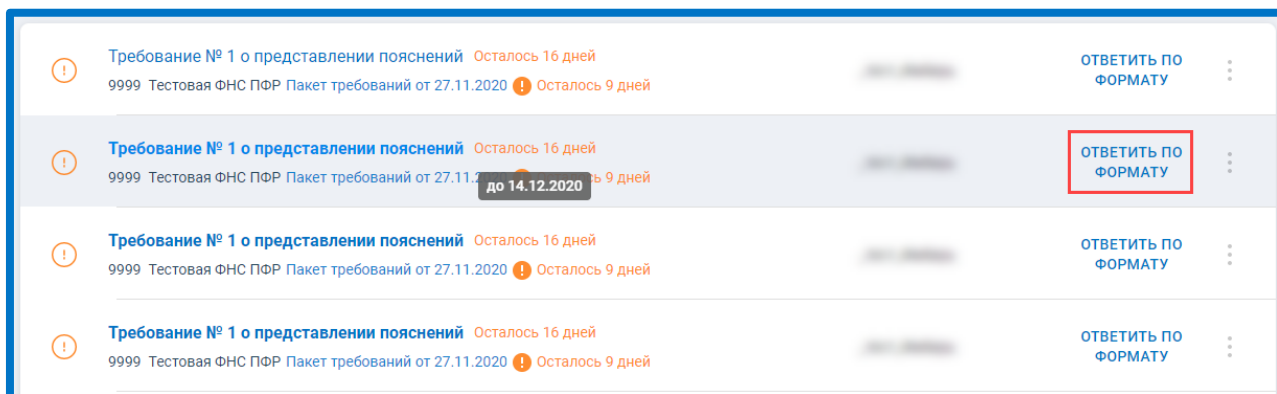 Требование № 1 о представлении пояснений Осталось 16 дней
9999 Тестовая ФНС ПФР Пакет требований от 27.11.2020 Осталось 9 дней
ОТВЕТИТЬ ПО
ФОРМАТУ
Требование № 1 о представлении пояснений Осталось 16 дней
9999 Тестовая ФНС ПФР Пакет требований от 9 дней
до 14.12.2020
ОТВЕТИТЬ ПО
ФОРМАТУ
Требование № 1 о представлении пояснений Осталось 16 дней
9999 Тестовая ФНС ПФР Пакет требований от 27.11.2020 Осталось 9 дней
ОТВЕТИТЬ ПО
ФОРМАТУ
Требование № 1 о представлении пояснений Осталось 16 дней
9999 Тестовая ФНС ПФР Пакет требований от 27.11.2020 Осталось 9 дней
ОТВЕТИТЬ ПО
ФОРМАТУ